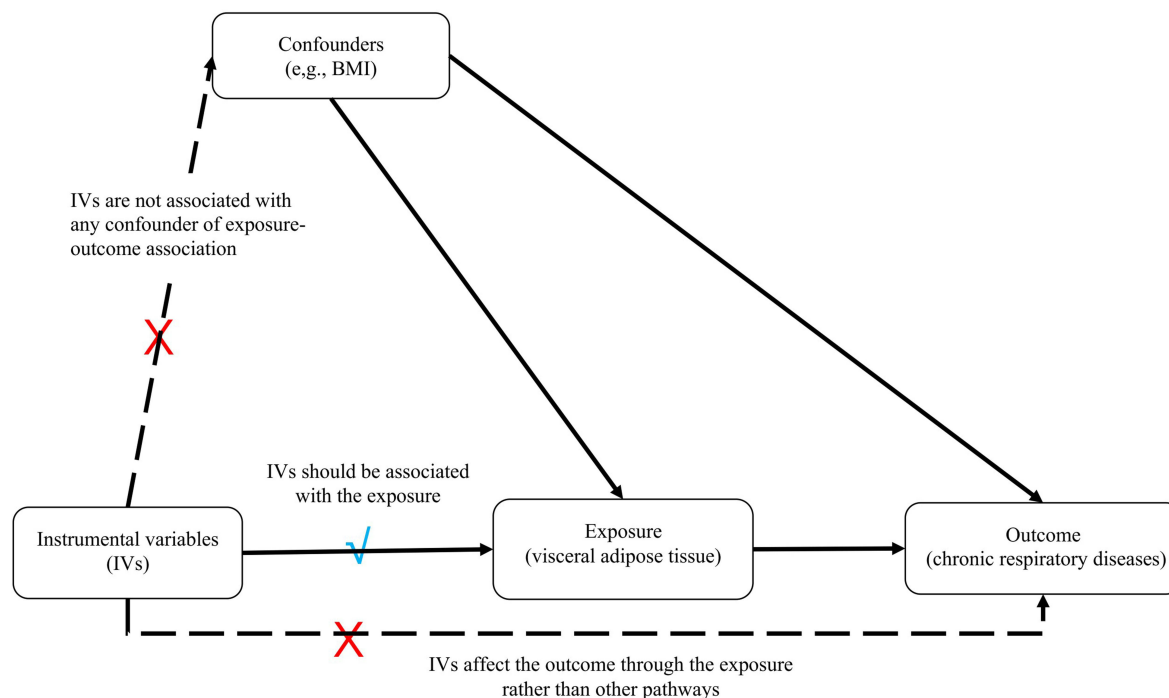 Confounders
(e,g., BMI)
IVs are not associated with
any confounder of exposure-
outcome association
X
IVs should be associated
with the exposure
√
Instrumental variables
(IVs)
Exposure
(visceral adipose tissue)
Outcome
(chronic respiratory diseases)
X
IVs affect the outcome through the exposure
rather than other pathways